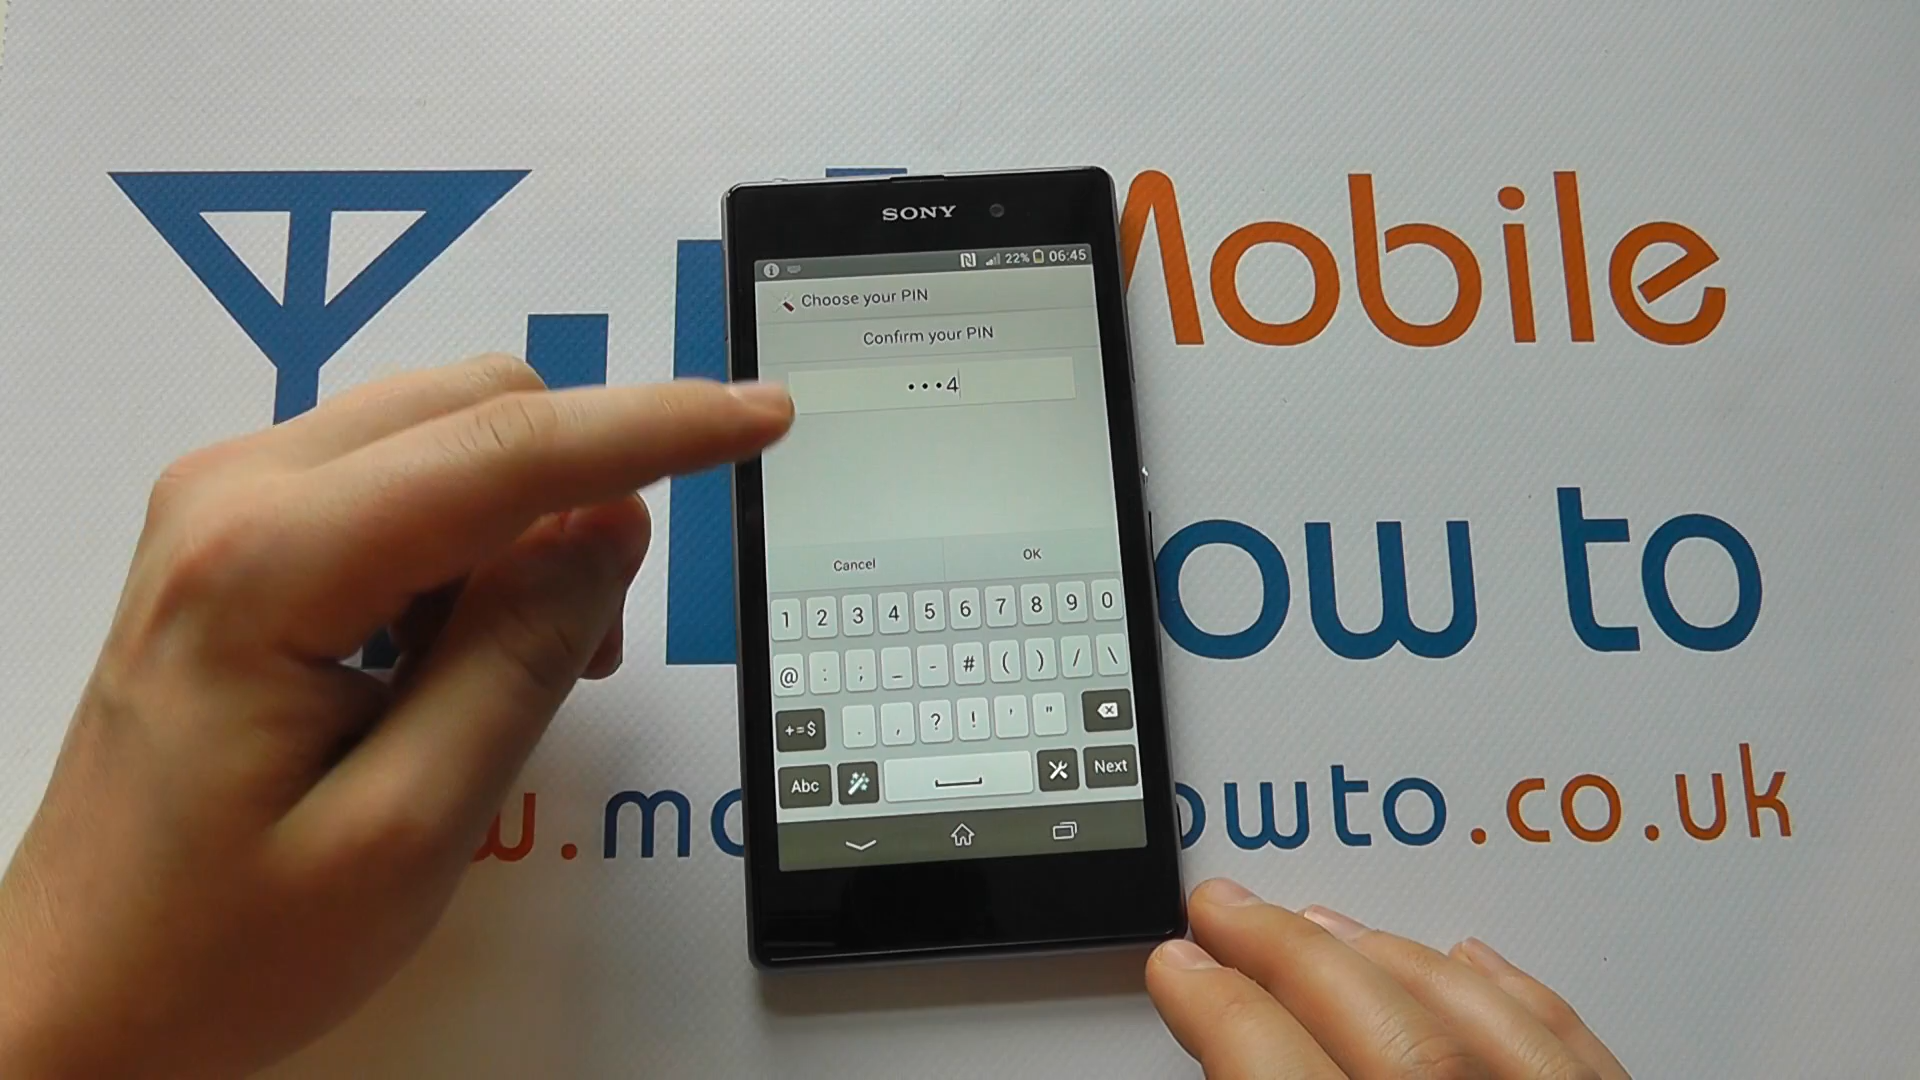 Mobile
SONY
22% 06:45
Choose your PIN
Confirm your PIN
•••4
ow to
Cancel OK
1 2 3 4 5 6 7 8 9 0
@ : ; _ - # ( ) / \
+=$ . , ? ! ' "
Abc Next
w.mo owto.co.uk